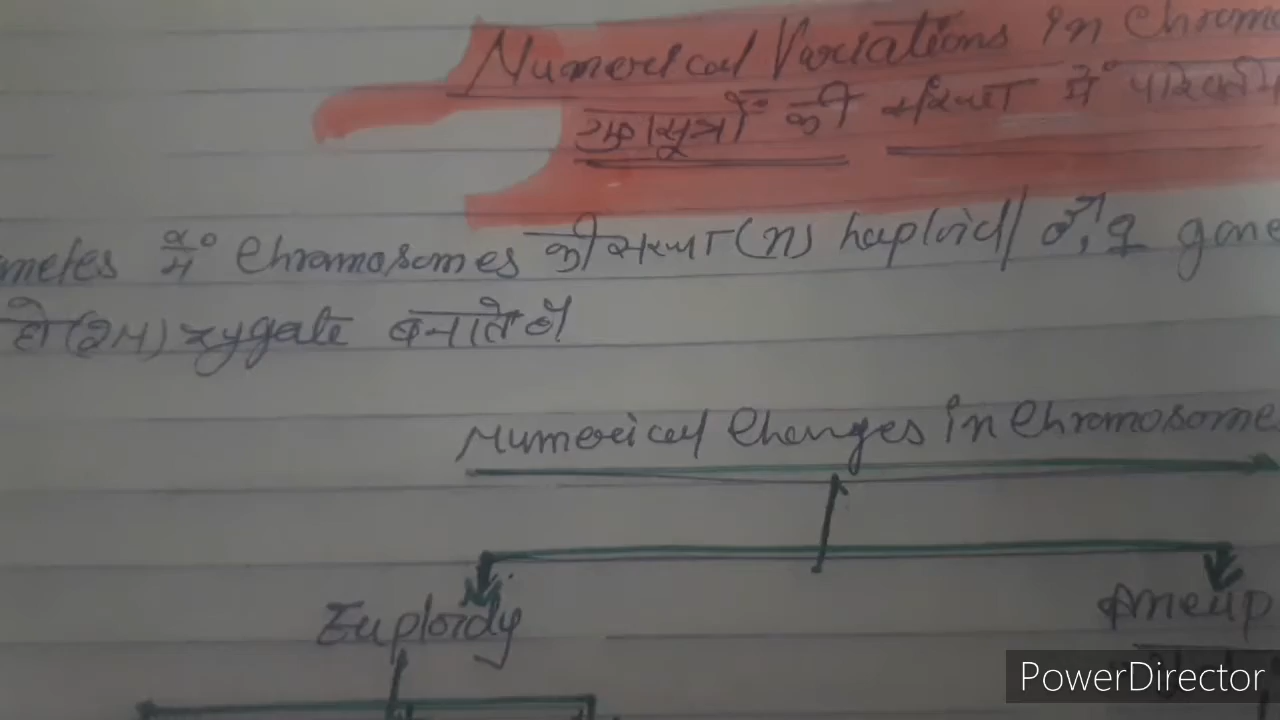 Numerical Variations in Chromo
गुणसूत्रों की संख्या में परिवर्त
metes में Chromosomes की संख्या (n) haploid/ ♂, ♀ game
हो (2n) zygote बनाते हैं
Numerical Changes in Chromosome
Euploidy Aneup
PowerDirector